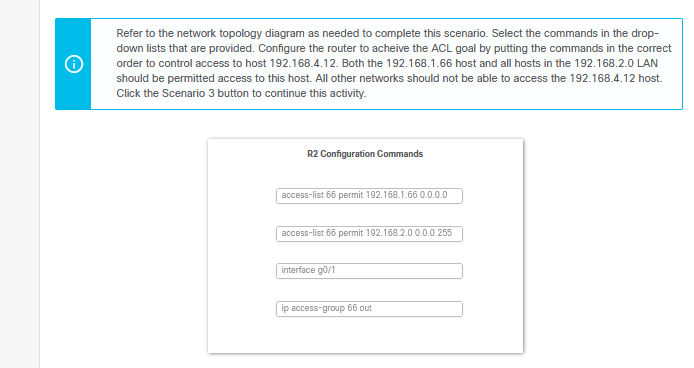 Refer to the network topology diagram as needed to complete this scenario. Select the commands in the drop-
down lists that are provided. Configure the router to acheive the ACL goal by putting the commands in the correct
order to control access to host 192.168.4.12. Both the 192.168.1.66 host and all hosts in the 192.168.2.0 LAN
should be permitted access to this host. All other networks should not be able to access the 192.168.4.12 host.
Click the Scenario 3 button to continue this activity.
R2 Configuration Commands
access-list 66 permit 192.168.1.66 0.0.0.0
access-list 66 permit 192.168.2.0 0.0.0.255
interface g0/1
ip access-group 66 out